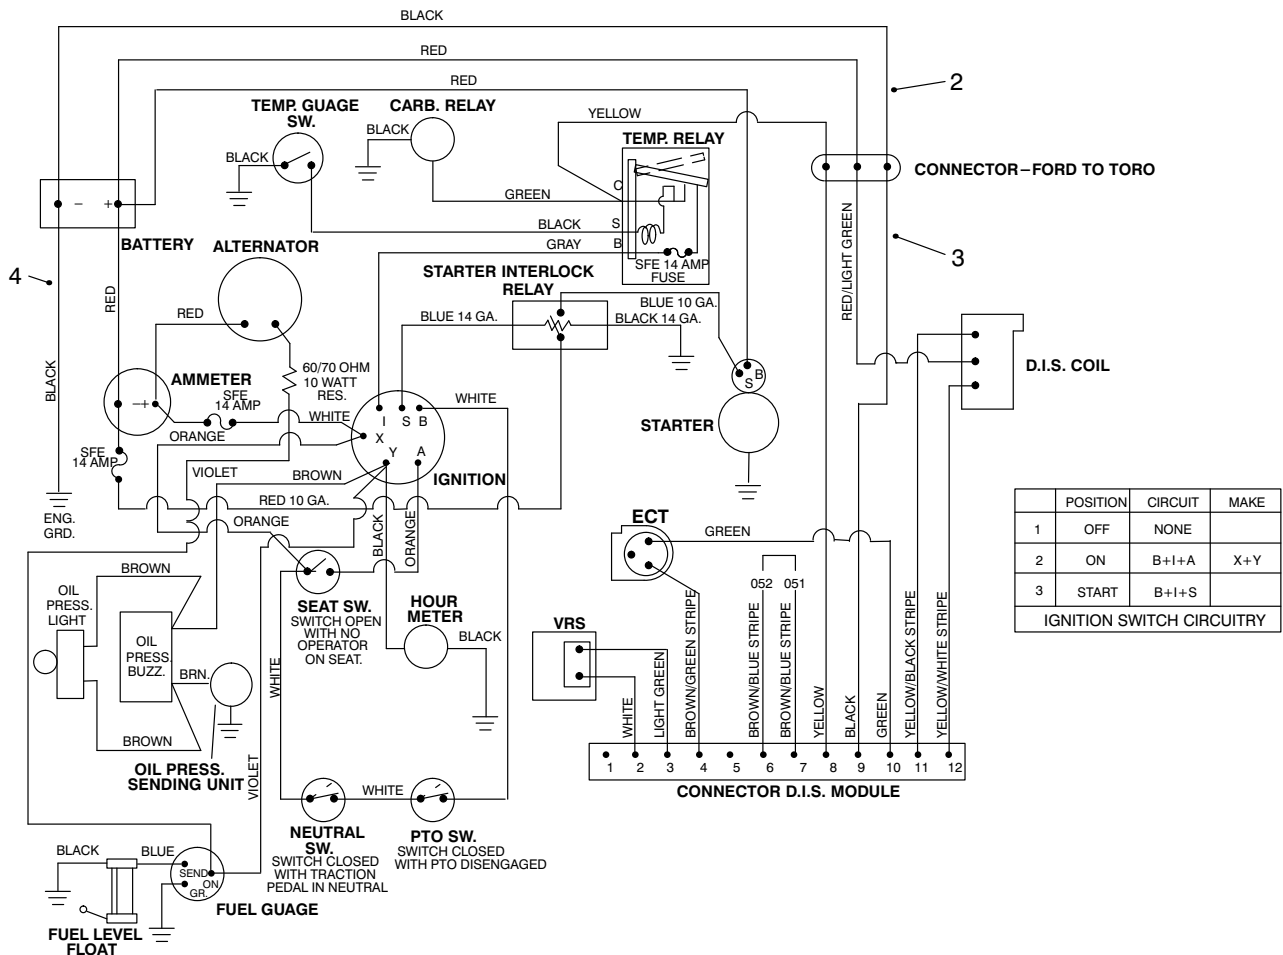 BLACK
RED
RED
2
TEMP. GUAGE
SW.
CARB. RELAY
YELLOW
BLACK
TEMP. RELAY
BLACK
CONNECTOR–FORD TO TORO
C
GREEN
– +
BLACK
S
BATTERY
ALTERNATOR
GRAY
B
3
SFE 14 AMP
FUSE
4
STARTER INTERLOCK
RELAY
RED
RED/LIGHT GREEN
BLUE 10 GA.
RED
BLUE 14 GA.
BLACK 14 GA.
D.I.S. COIL
BLACK
60/70 OHM
10 WATT
RES.
AMMETER
SFE
14 AMP
–+
S B
WHITE
I S B
WHITE
X
STARTER
ORANGE
Y A
SFE
14 AMP
VIOLET
BROWN
IGNITION
RED 10 GA.
ENG.
GRD.
ORANGE
BLACK
ORANGE
ECT
GREEN
POSITION CIRCUIT MAKE
1 OFF NONE
2 ON B+I+A X+Y
3 START B+I+S
IGNITION SWITCH CIRCUITRY
BROWN
052 051
OIL
PRESS.
LIGHT
SEAT SW.
SWITCH OPEN
WITH NO
OPERATOR
ON SEAT.
HOUR
METER
BLACK
VRS
OIL
PRESS.
BUZZ.
BRN.
WHITE
WHITE
LIGHT GREEN
BROWN/GREEN STRIPE
BROWN/BLUE STRIPE
BROWN/BLUE STRIPE
YELLOW
BLACK
GREEN
YELLOW/BLACK STRIPE
YELLOW/WHITE STRIPE
BROWN
OIL PRESS.
SENDING UNIT
VIOLET
1 2 3 4 5 6 7 8 9 10 11 12
CONNECTOR D.I.S. MODULE
WHITE
NEUTRAL
SW.
SWITCH CLOSED
WITH TRACTION
PEDAL IN NEUTRAL
PTO SW.
SWITCH CLOSED
WITH PTO DISENGAGED
BLACK
BLUE
SEND
ON
GR.
FUEL GUAGE
FUEL LEVEL
FLOAT